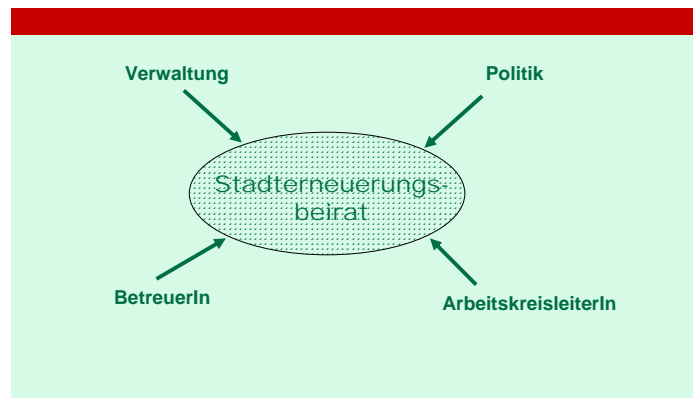 Verwaltung
Politik
Stadterneuerungs-
beirat
BetreuerIn
ArbeitskreisleiterIn